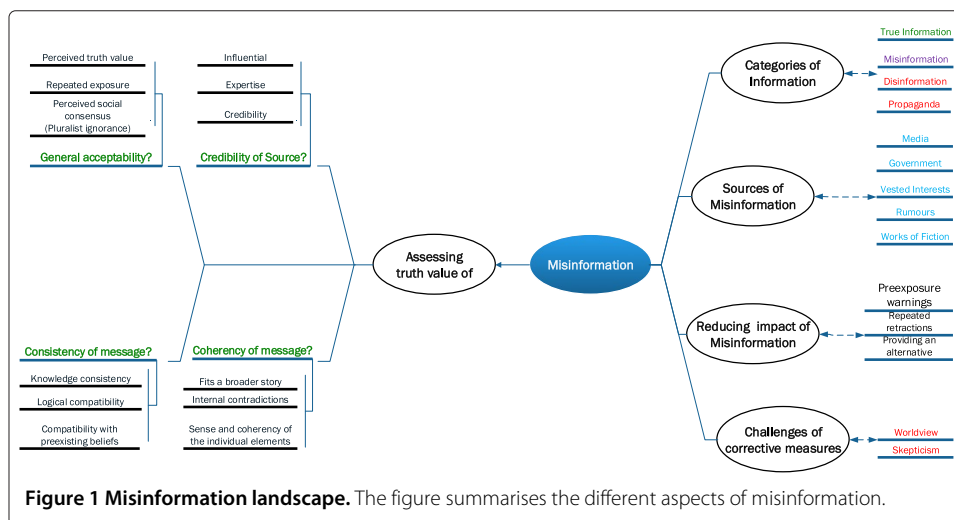 Perceived truth value
Repeated exposure
Perceived social
consensus
(Pluralist ignorance)
General acceptability?
Influential
Expertise
Credibility
Credibility of Source?
Consistency of message?
Knowledge consistency
Logical compatibility
Compatibility with
preexisting beliefs
Coherency of message?
Fits a broader story
Internal contradictions
Sense and coherency of
the individual elements
Assessing
truth value of
Misinformation
Categories of
Information
True Information
Misinformation
Disinformation
Propaganda
Sources of
Misinformation
Media
Government
Vested Interests
Rumours
Works of Fiction
Reducing impact of
Misinformation
Preexposure
warnings
Repeated
retractions
Providing an
alternative
Challenges of
corrective measures
Worldview
Skepticism
Figure 1 Misinformation landscape. The figure summarises the different aspects of misinformation.